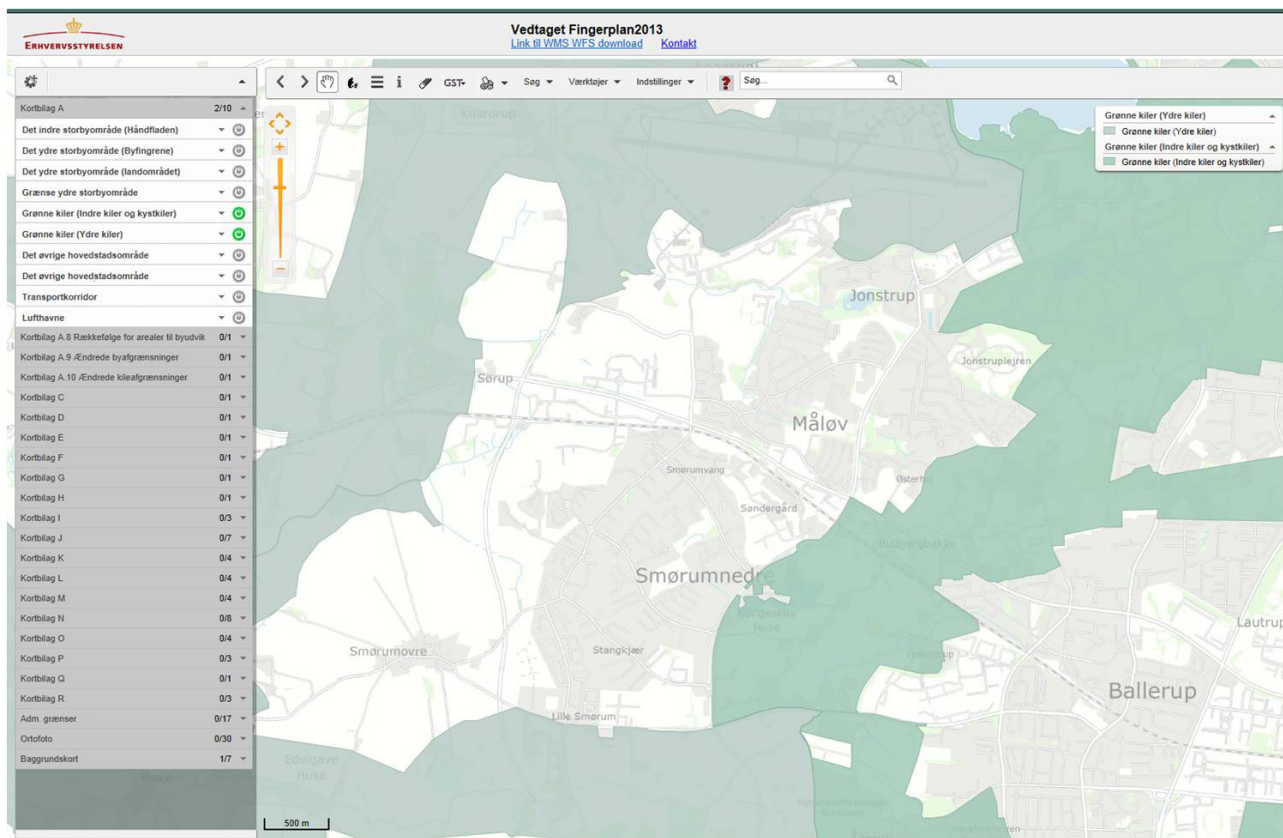 Vedtaget Fingerplan2013
Link til WMS WFS download Kontakt
ERHVERVSSTYRELSEN
GST
Søg
Værktøjer
Indstillinger
?
Søg...
Kortbilag A 2/10
Det indre storbyområde (Håndfladen)
Det ydre storbyområde (Byfingrene)
Det ydre storbyområde (landområdet)
Grænse ydre storbyområde
Grønne kiler (Indre kiler og kystkiler)
Grønne kiler (Ydre kiler)
Det øvrige hovedstadsområde
Det øvrige hovedstadsområde
Transportkorridor
Lufthavne
Kortbilag A.8 Rækkefølge for arealer til byudvik 0/1
Kortbilag A.9 Ændrede byafgrænsninger 0/1
Kortbilag A.10 Ændrede kileafgrænsninger 0/1
Kortbilag C 0/1
Kortbilag D 0/1
Kortbilag E 0/1
Kortbilag F 0/1
Kortbilag G 0/1
Kortbilag H 0/1
Kortbilag I 0/3
Kortbilag J 0/7
Kortbilag K 0/4
Kortbilag L 0/4
Kortbilag M 0/4
Kortbilag N 0/8
Kortbilag O 0/4
Kortbilag P 0/3
Kortbilag Q 0/1
Kortbilag R 0/3
Adm. grænser 0/17
Ortofoto 0/30
Baggrundskort 1/7
Grønne kiler (Ydre kiler)
Grønne kiler (Ydre kiler)
Grønne kiler (Indre kiler og kystkiler)
Grønne kiler (Indre kiler og kystkiler)
Knardrup
Jonstrup
Jonstruplejren
Sørup
Måløv
Smørumvang
Østerhøj
Søndergård
Bulbjergbakke
Smørumnedre
Kongeskov
Huse
Lautrup
Smørumovre
Stangkjær
Ballerup
Lille Smørum
Edelgave
Huse
500 m